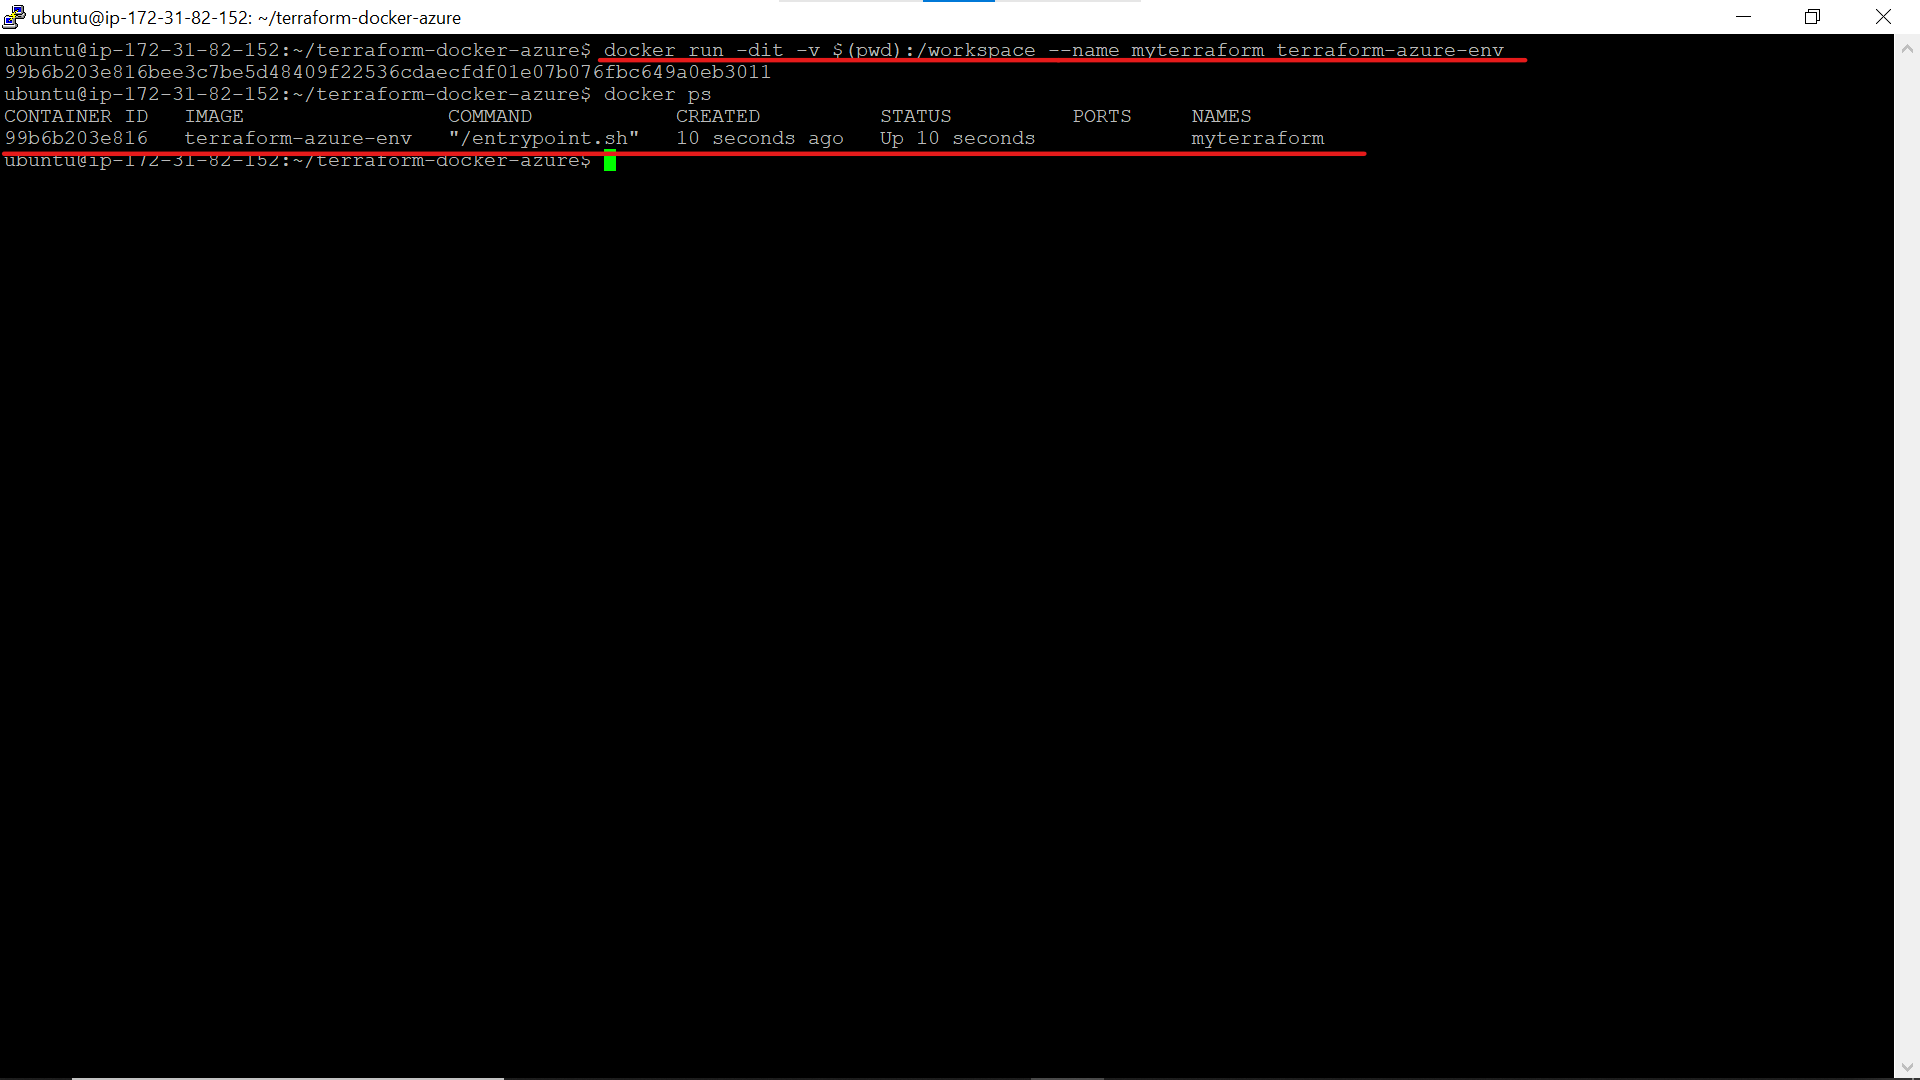 ubuntu@ip-172-31-82-152: ~/terraform-docker-azure
ubuntu@ip-172-31-82-152:~/terraform-docker-azure$ docker run -dit -v $(pwd):/workspace --name myterraform terraform-azure-env
99b6b203e816bee3c7be5d48409f22536cdaecfdf01e07b076fbc649a0eb3011
ubuntu@ip-172-31-82-152:~/terraform-docker-azure$ docker ps
CONTAINER ID   IMAGE                 COMMAND            CREATED          STATUS          PORTS     NAMES
99b6b203e816   terraform-azure-env   "/entrypoint.sh"   10 seconds ago   Up 10 seconds             myterraform
ubuntu@ip-172-31-82-152:~/terraform-docker-azure$